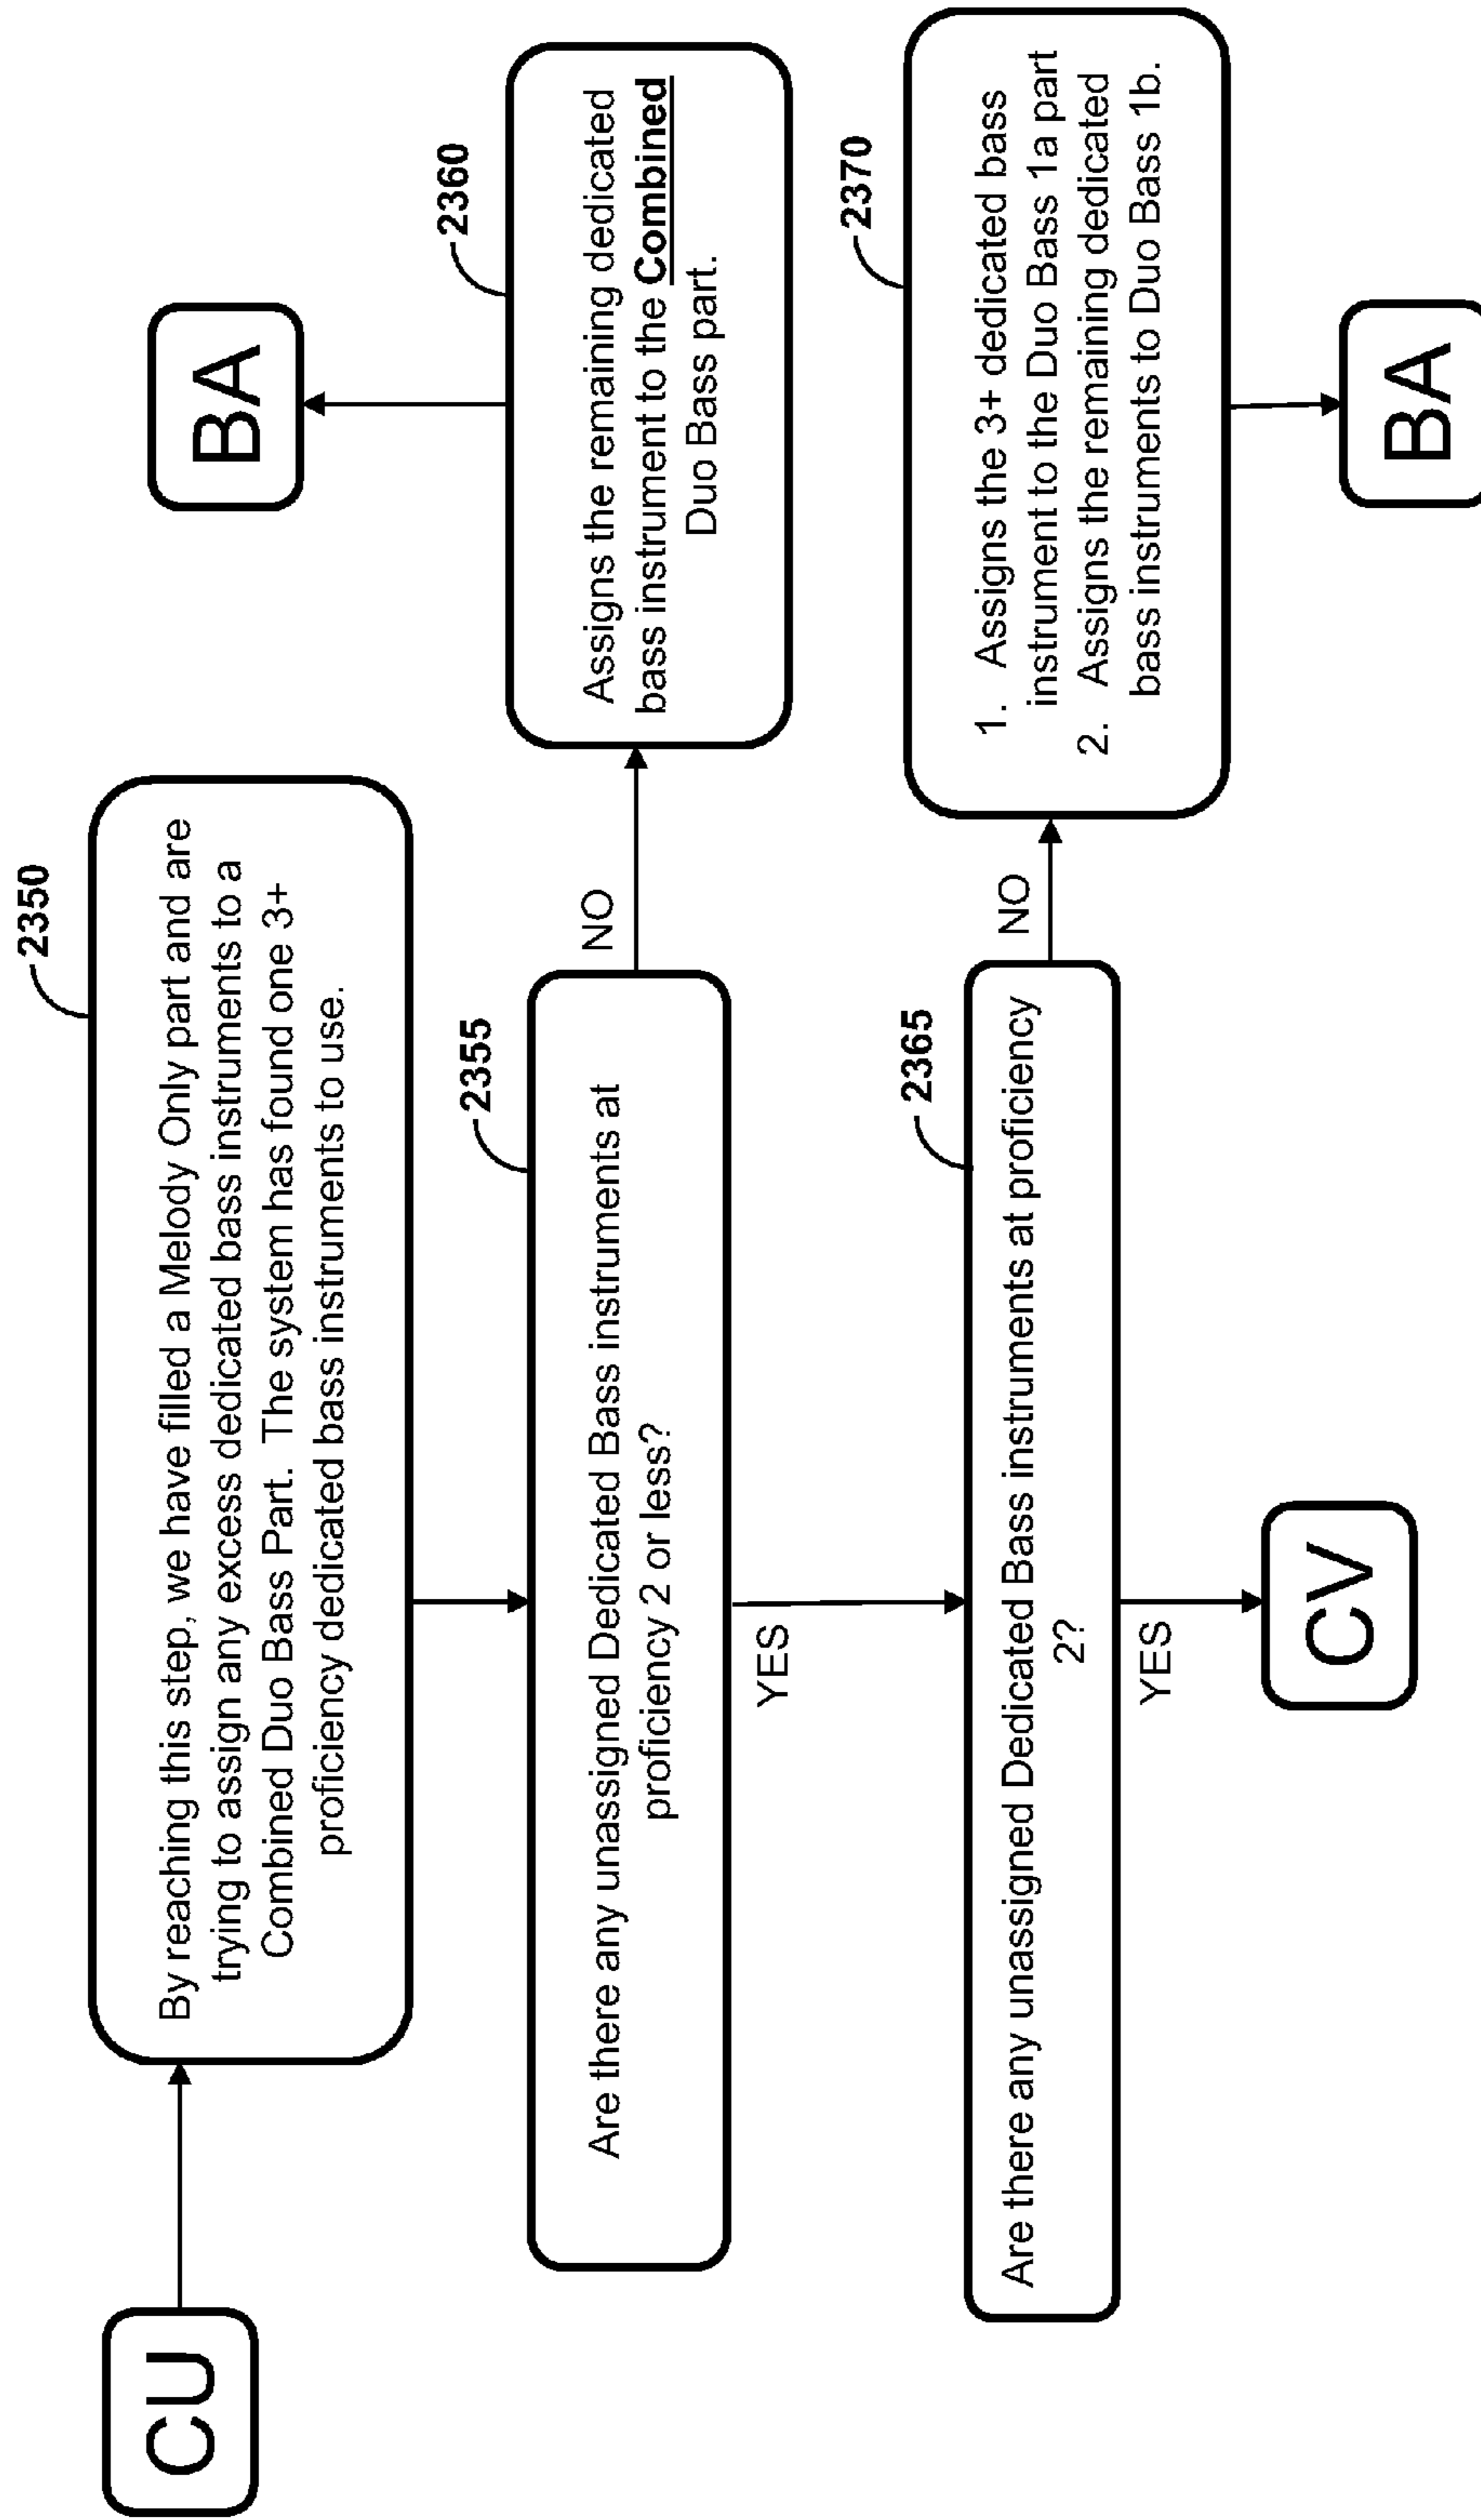 CU
2350
By reaching this step, we have filled a Melody Only part and are
trying to assign any excess dedicated bass instruments to a
Combined Duo Bass Part. The system has found one 3+
proficiency dedicated bass instruments to use.
2355
Are there any unassigned Dedicated Bass instruments at
proficiency 2 or less?
NO
2360
Assigns the remaining dedicated
bass instrument to the Combined
Duo Bass part.
BA
YES
2365
Are there any unassigned Dedicated Bass instruments at proficiency
2?
NO
2370
1. Assigns the 3+ dedicated bass
instrument to the Duo Bass 1a part
2. Assigns the remaining dedicated
bass instruments to Duo Bass 1b.
BA
YES
CV